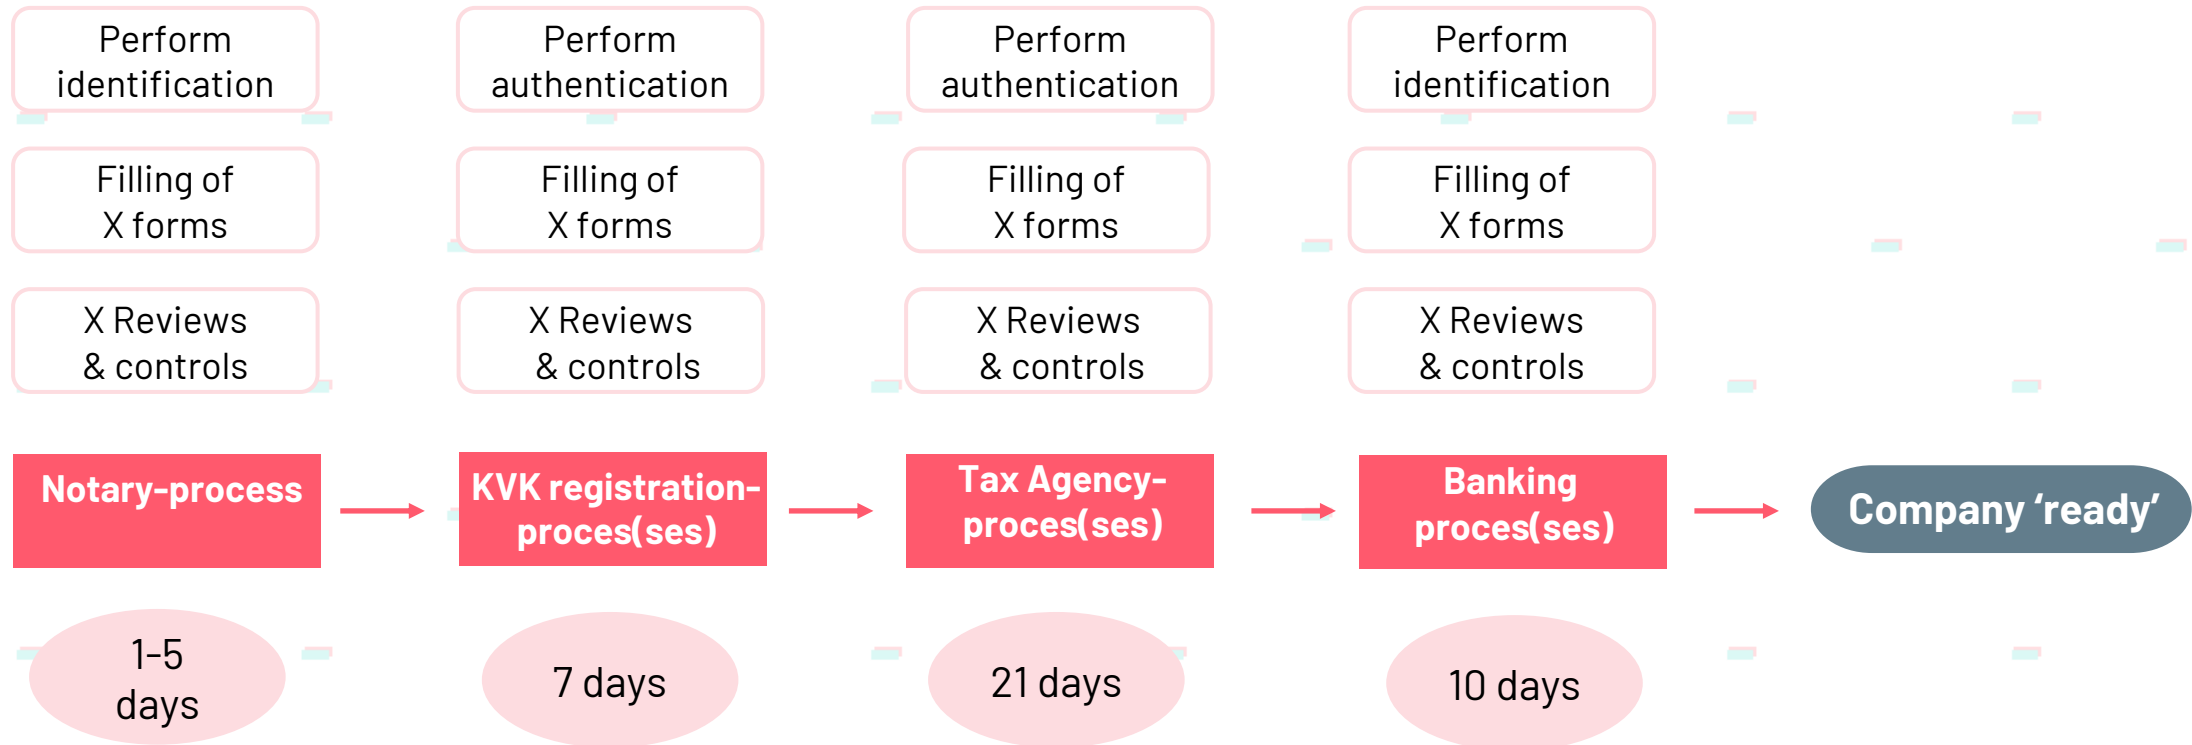 Perform
identification
Perform
authentication
Perform
authentication
Perform
identification
Filling of
X forms
Filling of
X forms
Filling of
X forms
Filling of
X forms
X Reviews
& controls
X Reviews
& controls
X Reviews
& controls
X Reviews
& controls
Notary-process
KVK registration-
proces(ses)
Tax Agency-
proces(ses)
Banking
proces(ses)
Company ‘ready’
1-5
days
7 days
21 days
10 days